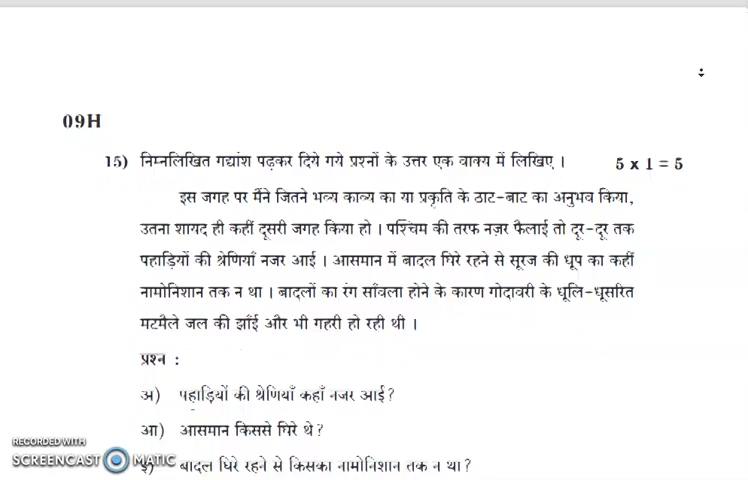 09H
15) निम्नलिखित गद्यांश पढ़कर दिये गये प्रश्नों के उत्तर एक वाक्य में लिखिए । 5 x 1 = 5
इस जगह पर मैंने जितने भव्य काव्य का या प्रकृति के ठाट-बाट का अनुभव किया,
उतना शायद ही कहीं दूसरी जगह किया हो । पश्चिम की तरफ नज़र फैलाई तो दूर-दूर तक
पहाड़ियों की श्रेणियाँ नजर आई । आसमान में बादल घिरे रहने से सूरज की धूप का कहीं
नामोनिशान तक न था । बादलों का रंग साँवला होने के कारण गोदावरी के धूलि-धूसरित
मटमैले जल की झाँई और भी गहरी हो रही थी ।
प्रश्न :
अ) पहाड़ियों की श्रेणियाँ कहाँ नजर आई?
आ) आसमान किससे घिरे थे?
इ) बादल घिरे रहने से किसका नामोनिशान तक न था?
RECORDED WITH
SCREENCAST MATIC